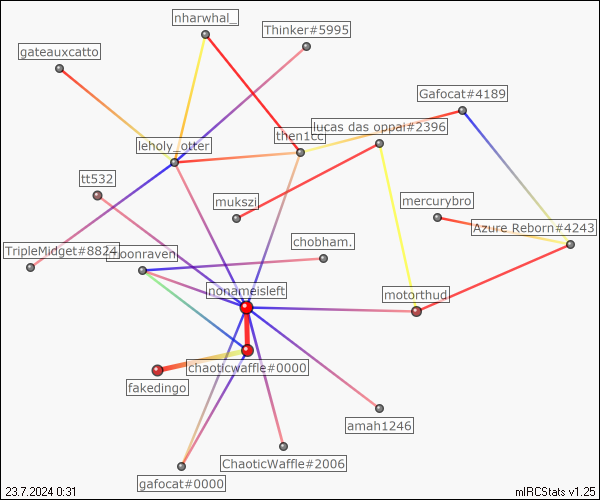 nharwhal_
Thinker#5995
gateauxcatto
Gafocat#4189
lucas das oppai#2396
then1cc
leholy_otter
tt532
mukszi
mercurybro
Azure Reborn#4243
chobham.
TripleMidget#8824
moonraven
nonameisleft
motorthud
chaoticwaffle#0000
fakedingo
amah1246
ChaoticWaffle#2006
gafocat#0000
23.7.2024 0:31
mIRCStats v1.25